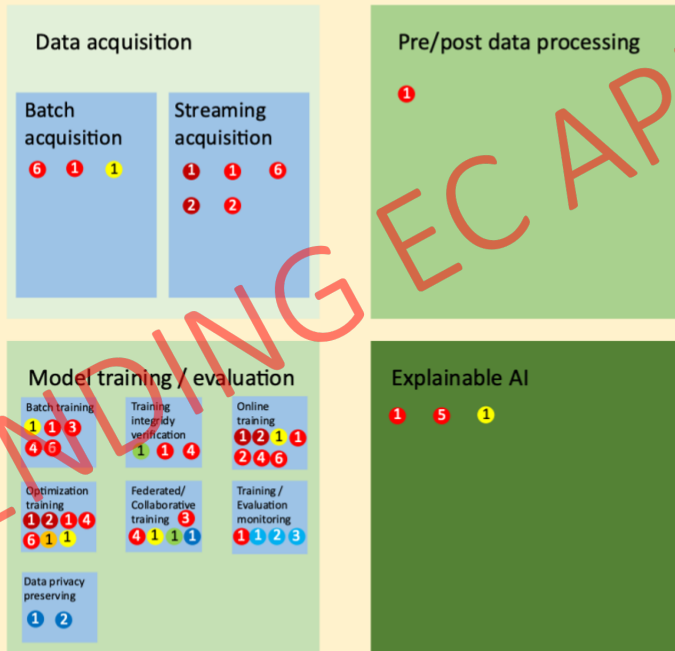 Data acquisition
Batch
acquisition
6 1 1
Streaming
acquisition
1 1 6
2 2
Pre/post data processing
1
Model training / evaluation
Batch training
1 1 3
4 6
Training
integridy
verification
1 1 4
Online
training
1 2 1 1
2 4 6
Optimization
training
1 2 1 4
6 1 1
Federated/
Collaborative
training 3
4 1 1 1
Training /
Evaluation
monitoring
1 1 2 3
Data privacy
preserving
1 2
Explainable AI
1 5 1
NDING EC AP